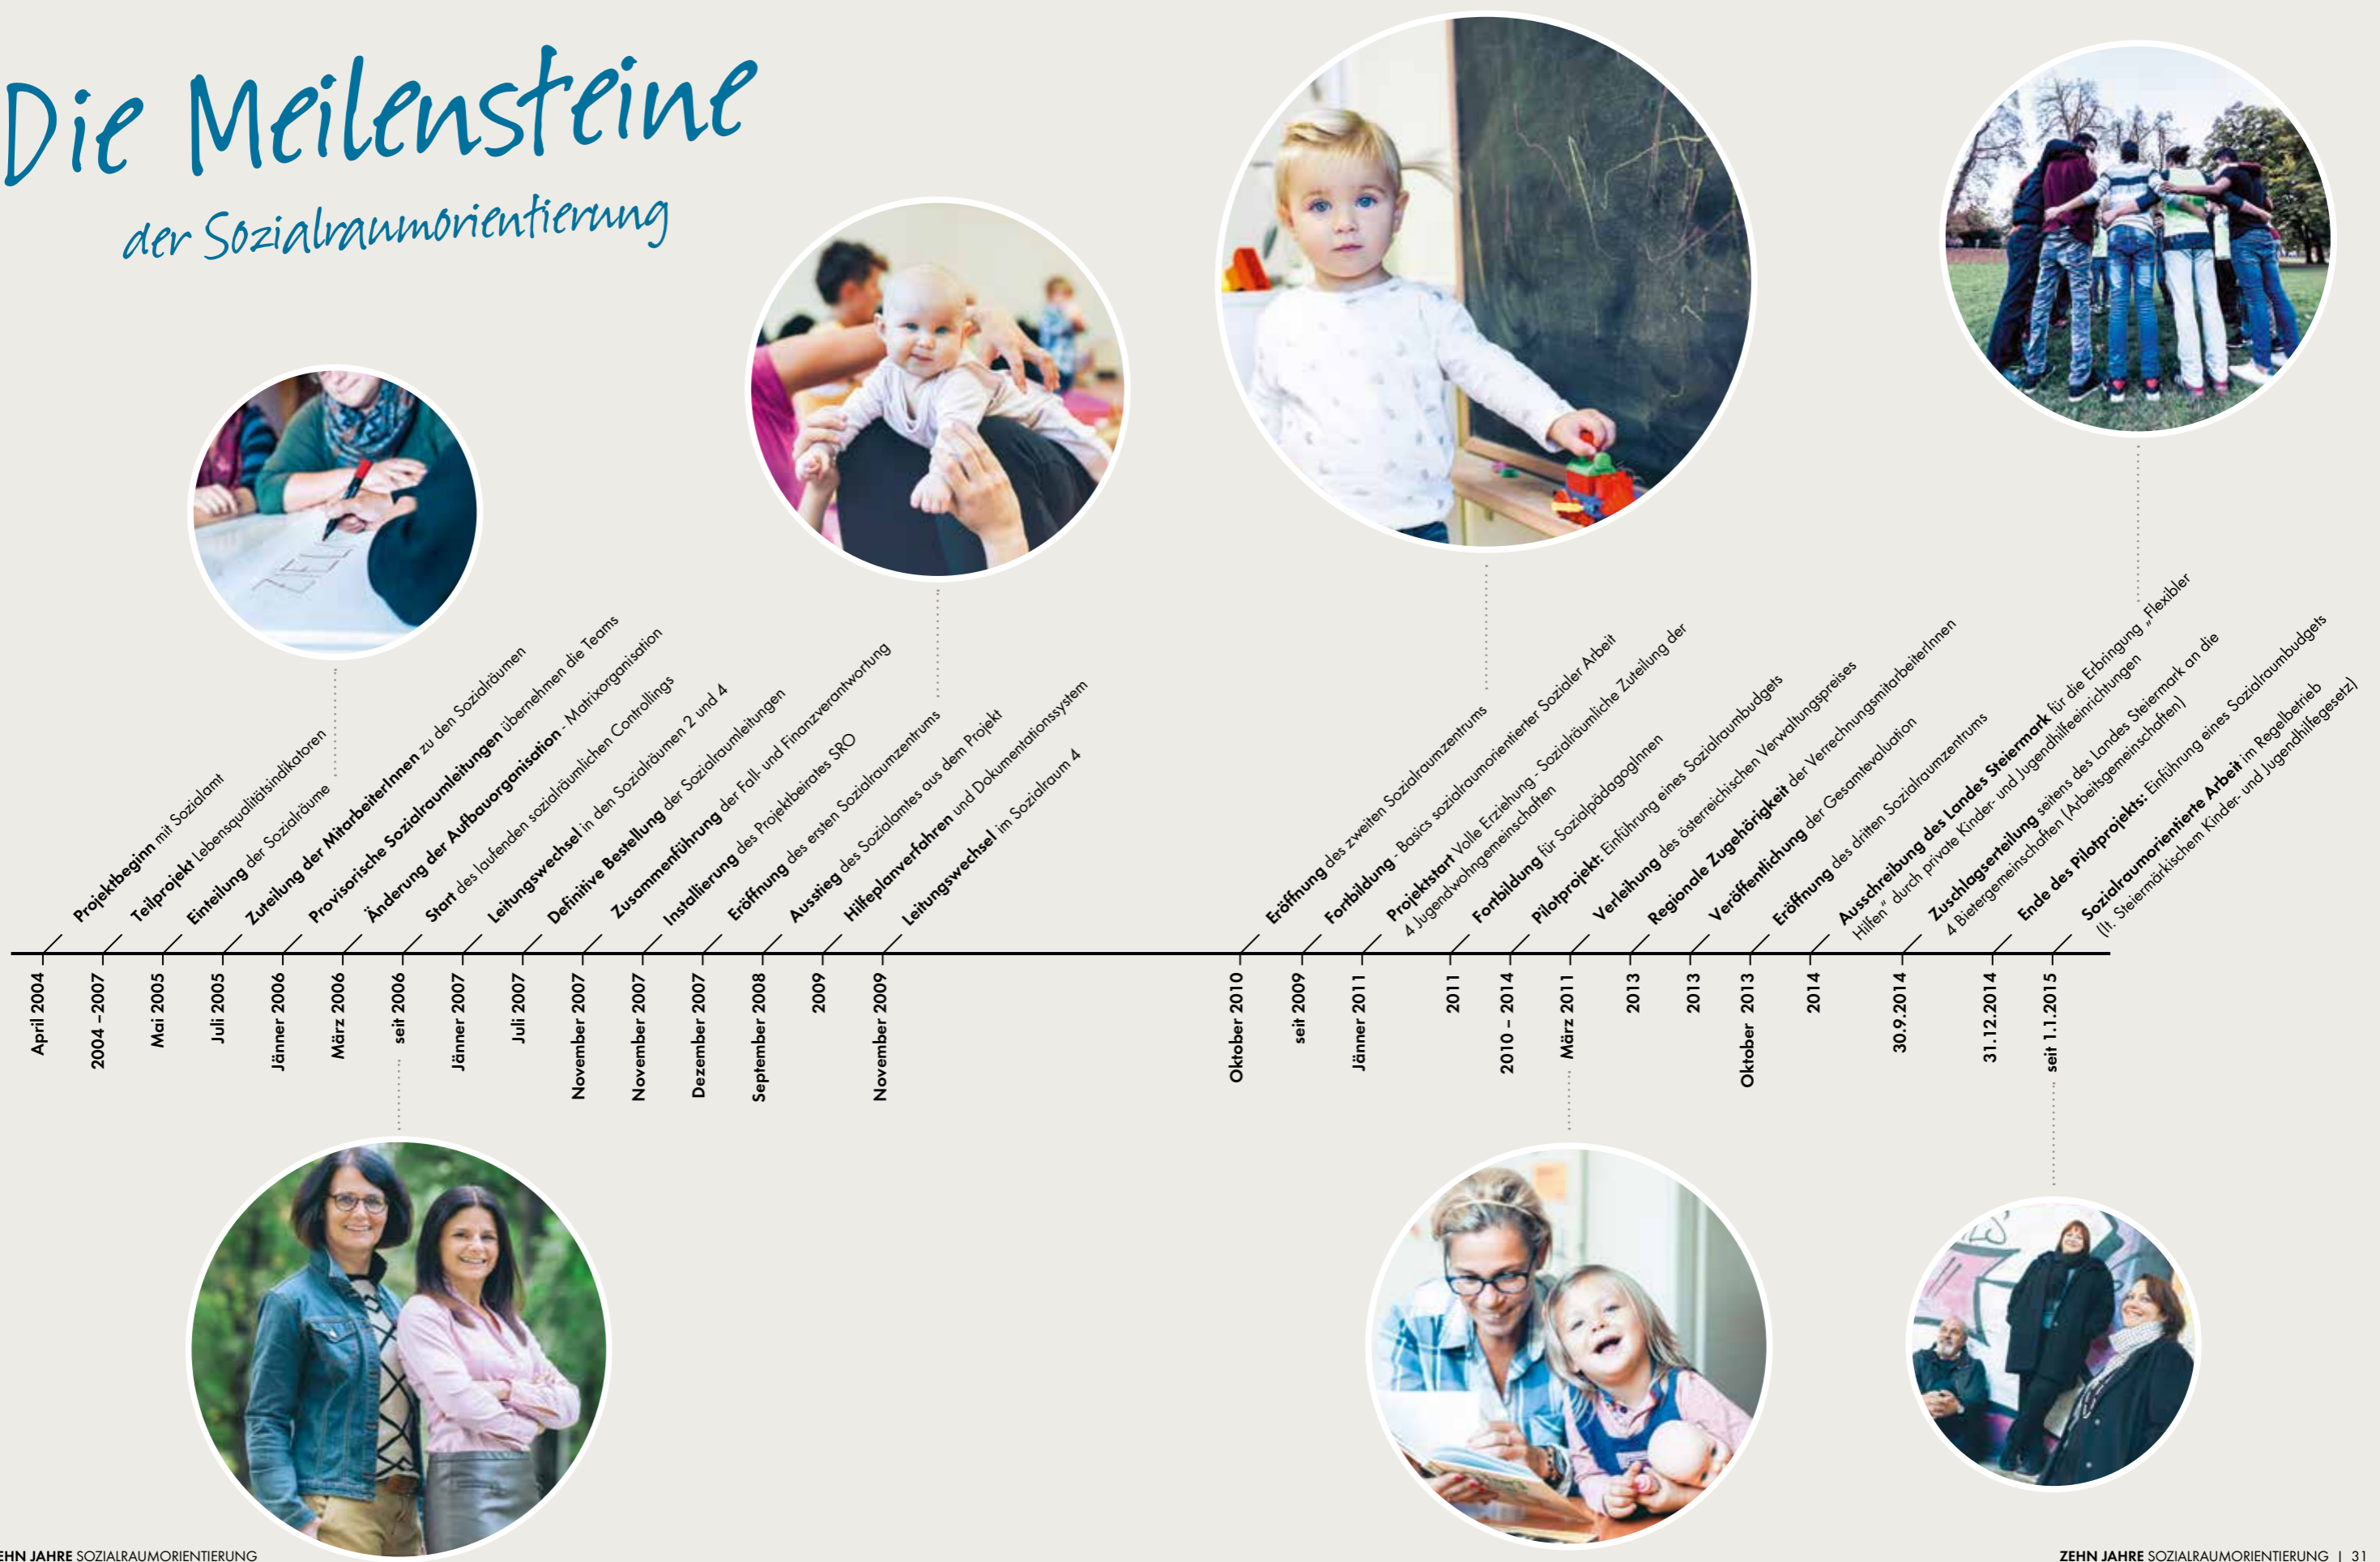 Die Meilensteine
der Sozialraumorientierung
ZIEL
Projektbeginn mit Sozialamt
Teilprojekt Lebensqualitätsindikatoren
Einteilung der Sozialräume
Zuteilung der MitarbeiterInnen zu den Sozialräumen
Provisorische Sozialraumleitungen übernehmen die Teams
Änderung der Aufbauorganisation - Matrixorganisation
Start des laufenden sozialräumlichen Controllings
Leitungswechsel in den Sozialräumen 2 und 4
Definitive Bestellung der Sozialraumleitungen
Zusammenführung der Fall- und Finanzverantwortung
Installierung des Projektbeirates SRO
Eröffnung des ersten Sozialraumzentrums
Ausstieg des Sozialamtes aus dem Projekt
Hilfeplanverfahren und Dokumentationssystem
Leitungswechsel im Sozialraum 4
Eröffnung des zweiten Sozialraumzentrums
Fortbildung - Basics sozialraumorientierter Sozialer Arbeit
Projektstart Volle Erziehung - Sozialräumliche Zuteilung der
4 Jugendwohngemeinschaften
Fortbildung für SozialpädagogInnen
Pilotprojekt: Einführung eines Sozialraumbudgets
Verleihung des österreichischen Verwaltungspreises
Regionale Zugehörigkeit der VerrechnungsmitarbeiterInnen
Veröffentlichung der Gesamtevaluation
Eröffnung des dritten Sozialraumzentrums
Ausschreibung des Landes Steiermark für die Erbringung „Flexibler
Hilfen“ durch private Kinder- und Jugendhilfeeinrichtungen
Zuschlagserteilung seitens des Landes Steiermark an die
4 Bietergemeinschaften (Arbeitsgemeinschaften)
Ende des Pilotprojekts: Einführung eines Sozialraumbudgets
Sozialraumorientierte Arbeit im Regelbetrieb
(lt. Steiermärkischem Kinder- und Jugendhilfegesetz)
April 2004
2004 – 2007
Mai 2005
Juli 2005
Jänner 2006
März 2006
seit 2006
Jänner 2007
Juli 2007
November 2007
November 2007
Dezember 2007
September 2008
2009
November 2009
Oktober 2010
seit 2009
Jänner 2011
2011
2010 – 2014
März 2011
2013
2013
Oktober 2013
2014
30.9.2014
31.12.2014
seit 1.1.2015
EHN JAHRE SOZIALRAUMORIENTIERUNG
ZEHN JAHRE SOZIALRAUMORIENTIERUNG | 31